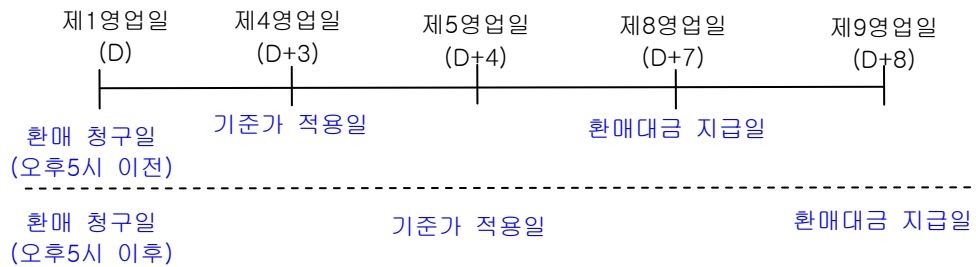 제1영업일 제4영업일 제5영업일 제8영업일 제9영업일
(D) (D+3) (D+4) (D+7) (D+8)
환매 청구일 기준가 적용일 환매대금 지급일
(오후5시 이전)
환매 청구일 기준가 적용일 환매대금 지급일
(오후5시 이후)